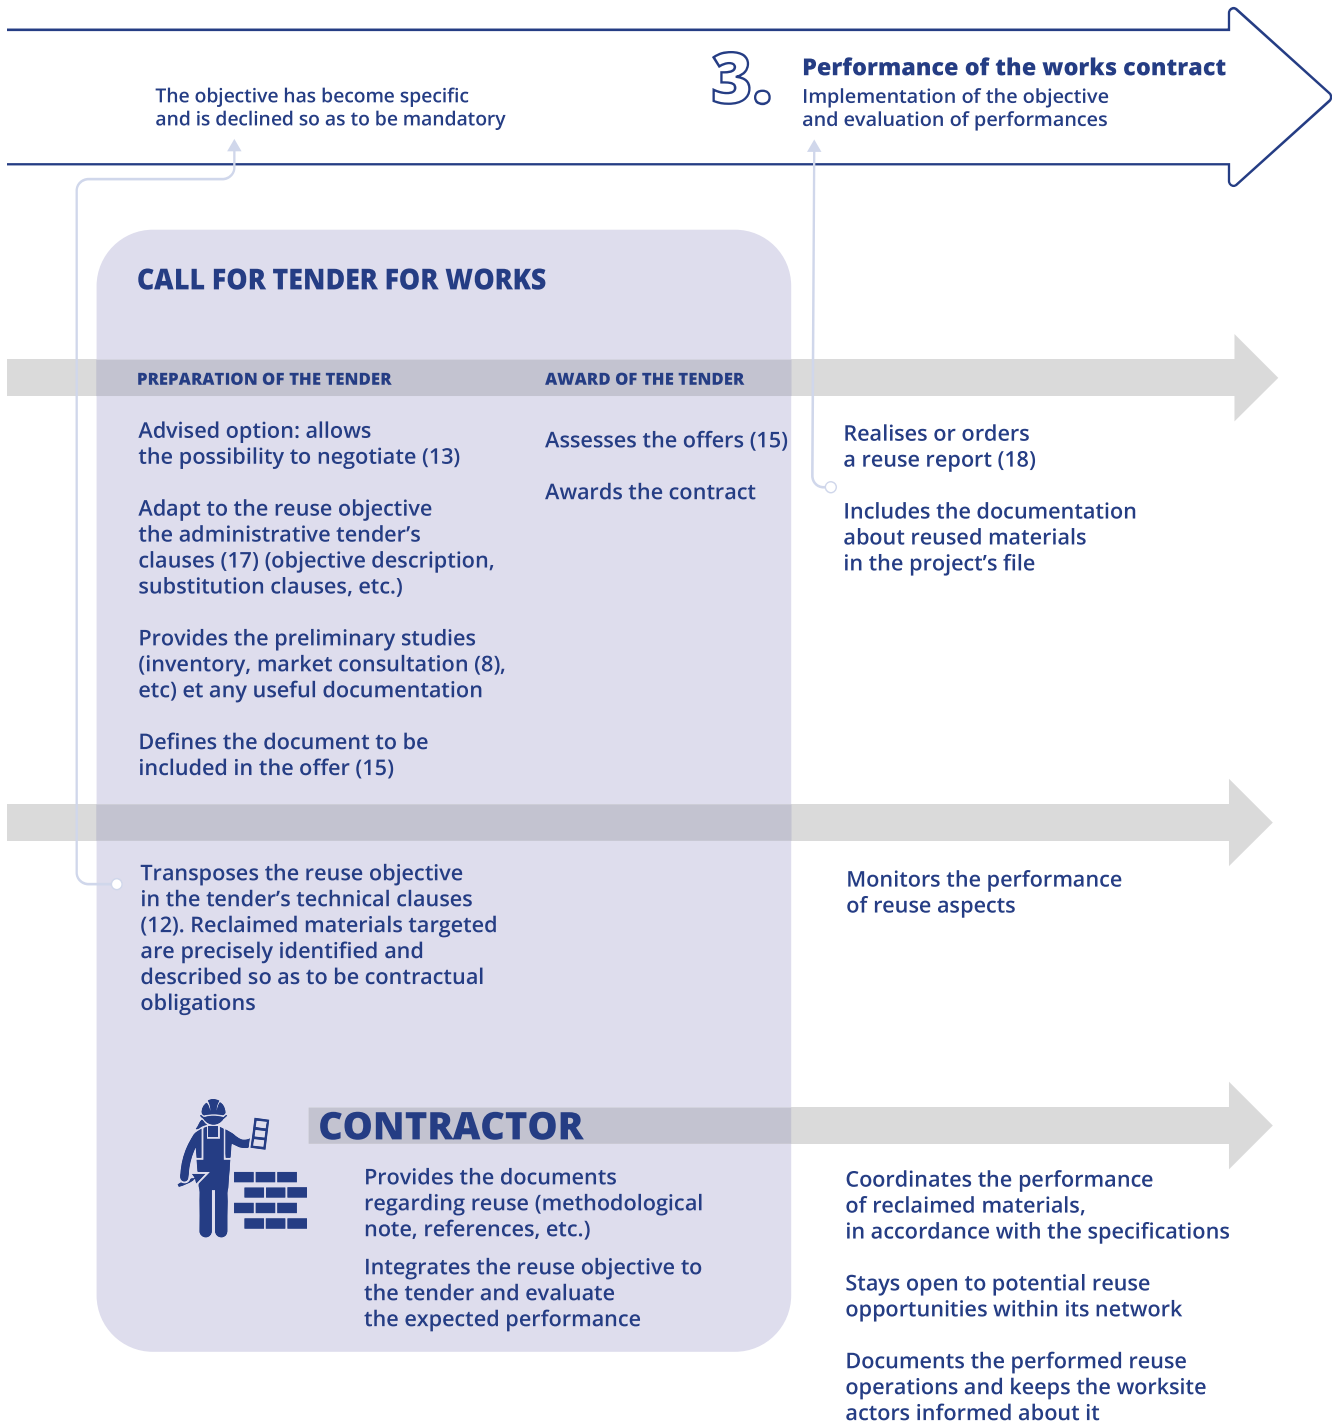 The objective has become specific
and is declined so as to be mandatory
3.
Performance of the works contract
Implementation of the objective
and evaluation of performances
CALL FOR TENDER FOR WORKS
PREPARATION OF THE TENDER
Advised option: allows
the possibility to negotiate (13)
Adapt to the reuse objective
the administrative tender’s
clauses (17) (objective description,
substitution clauses, etc.)
Provides the preliminary studies
(inventory, market consultation (8),
etc) et any useful documentation
Defines the document to be
included in the offer (15)
AWARD OF THE TENDER
Assesses the offers (15)
Awards the contract
Realises or orders
a reuse report (18)
Includes the documentation
about reused materials
in the project’s file
Transposes the reuse objective
in the tender’s technical clauses
(12). Reclaimed materials targeted
are precisely identified and
described so as to be contractual
obligations
Monitors the performance
of reuse aspects
CONTRACTOR
Provides the documents
regarding reuse (methodological
note, references, etc.)
Integrates the reuse objective to
the tender and evaluate
the expected performance
Coordinates the performance
of reclaimed materials,
in accordance with the specifications
Stays open to potential reuse
opportunities within its network
Documents the performed reuse
operations and keeps the worksite
actors informed about it